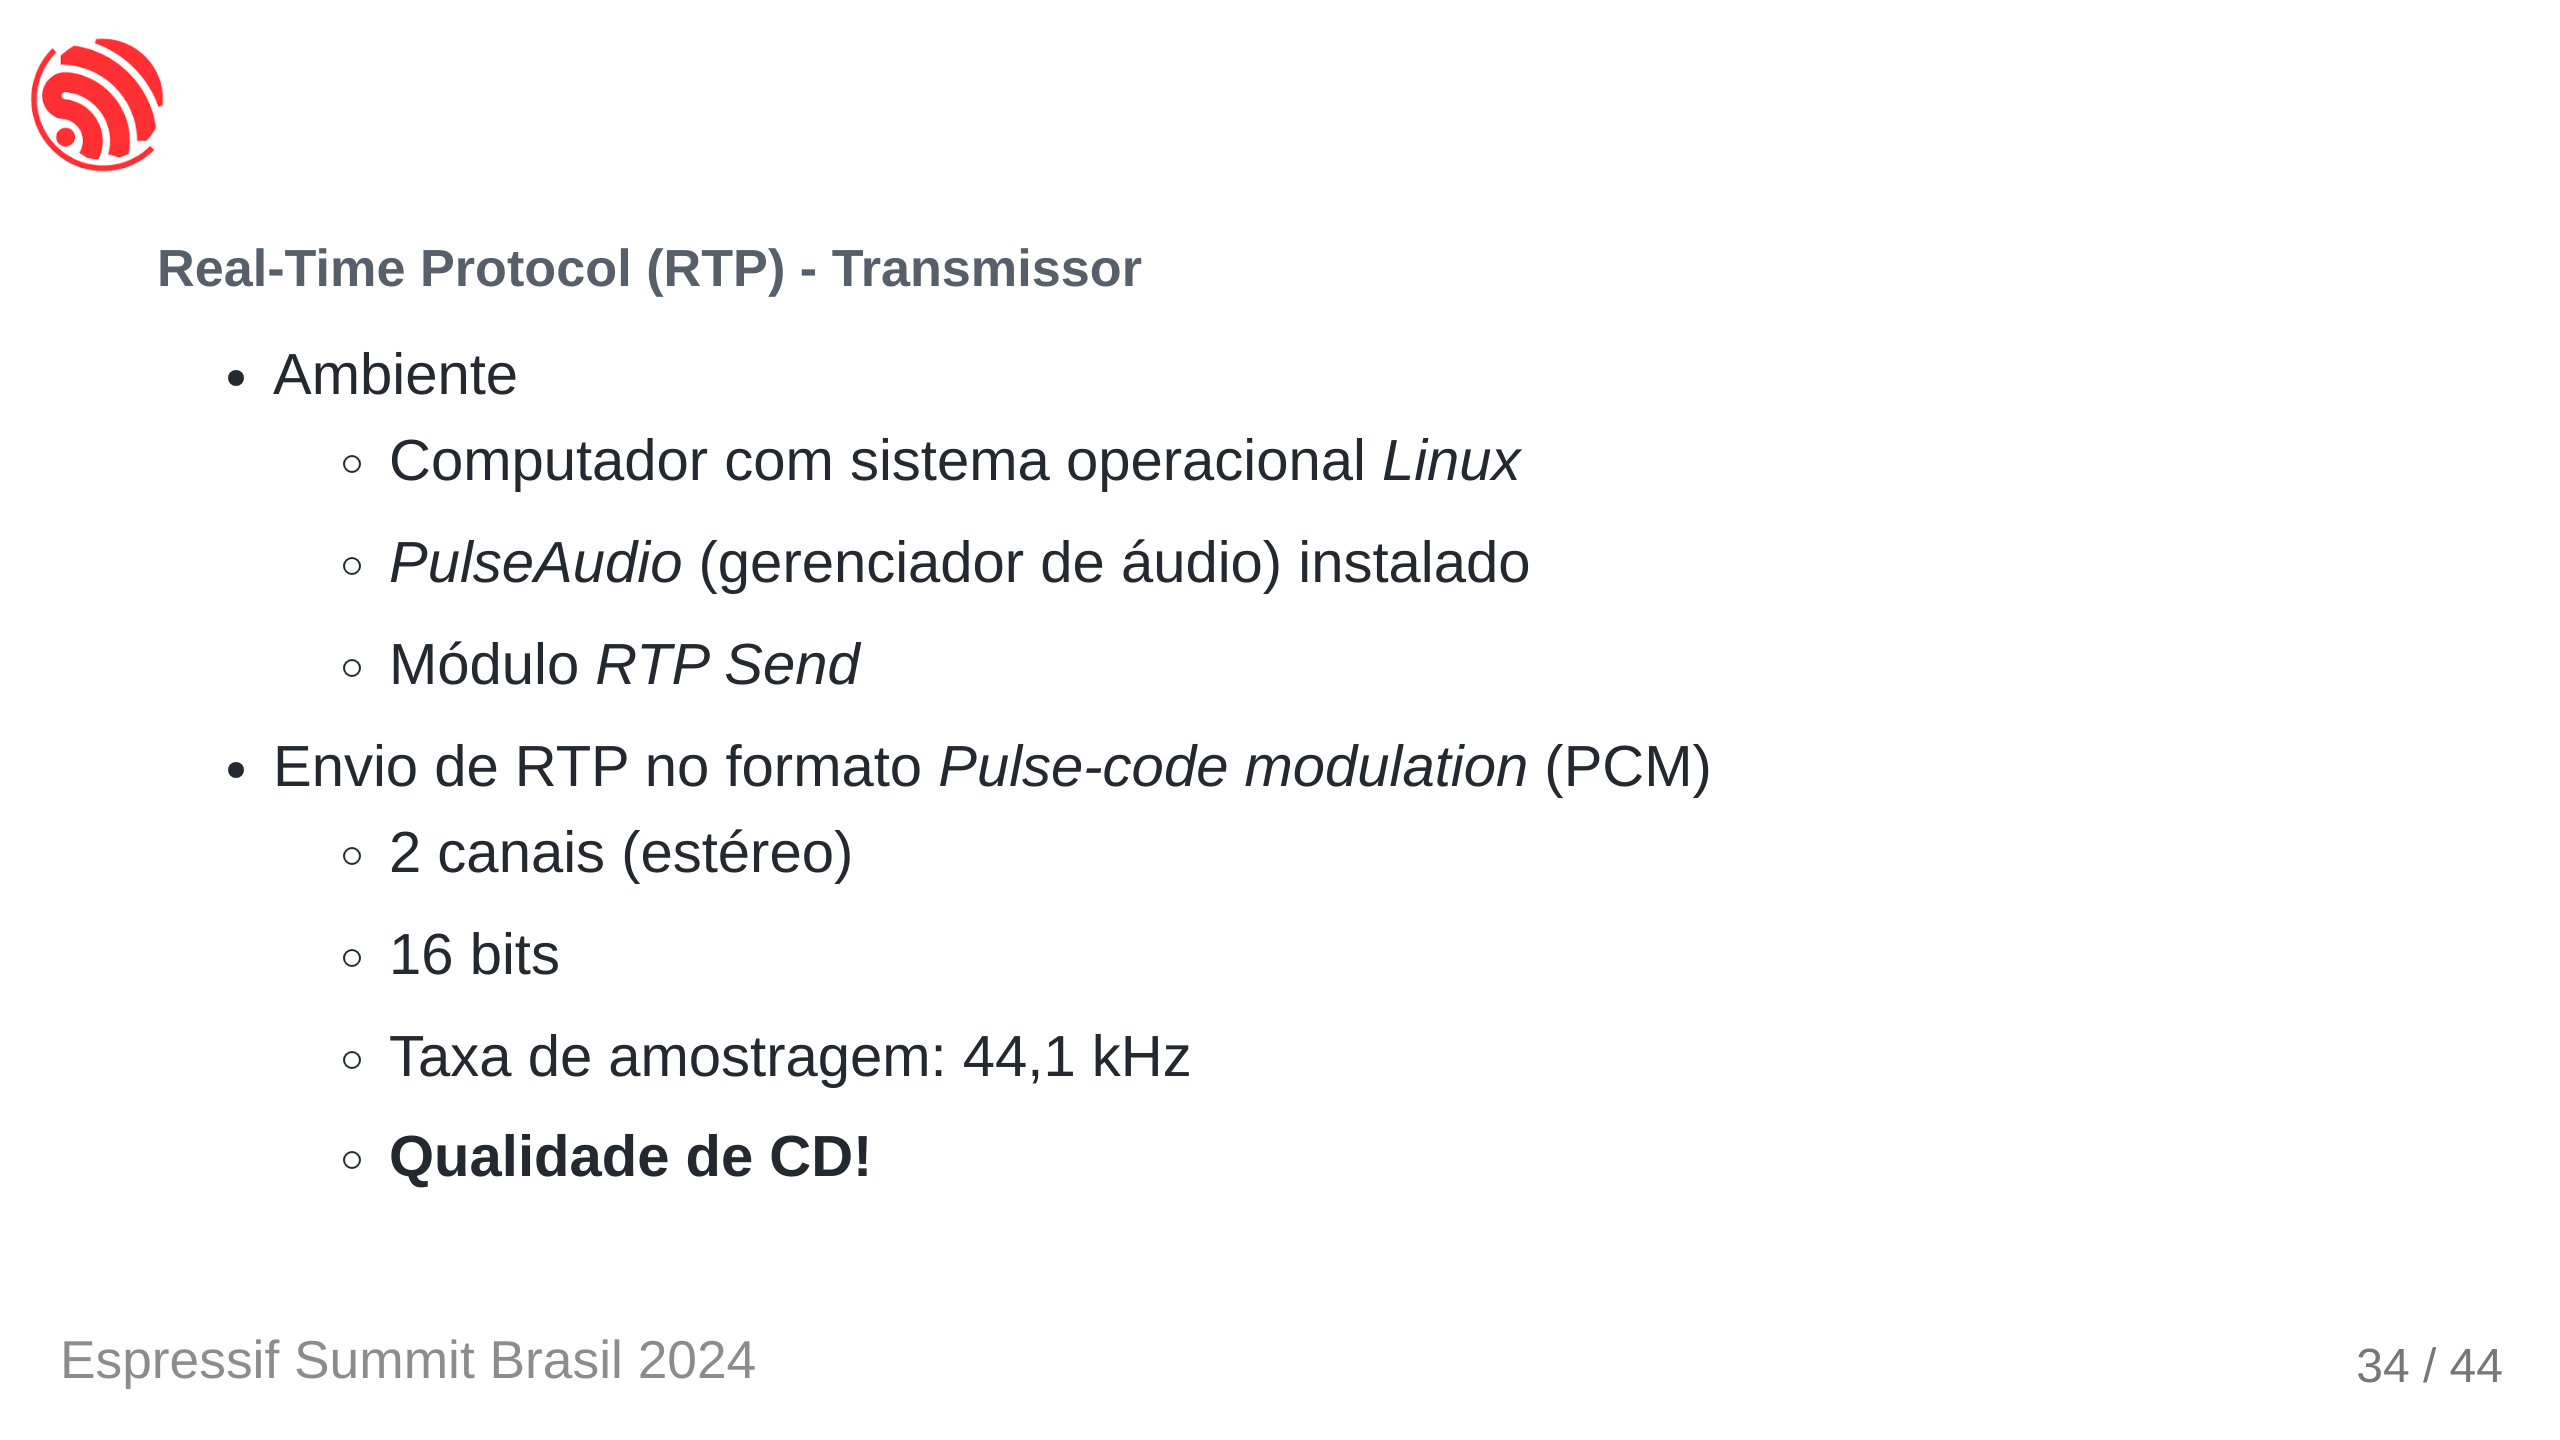 Real-Time Protocol (RTP) - Transmissor
Ambiente
Computador com sistema operacional Linux
PulseAudio (gerenciador de áudio) instalado
Módulo RTP Send
Envio de RTP no formato Pulse-code modulation (PCM)
2 canais (estéreo)
16 bits
Taxa de amostragem: 44,1 kHz
Qualidade de CD!
Espressif Summit Brasil 2024
34 / 44